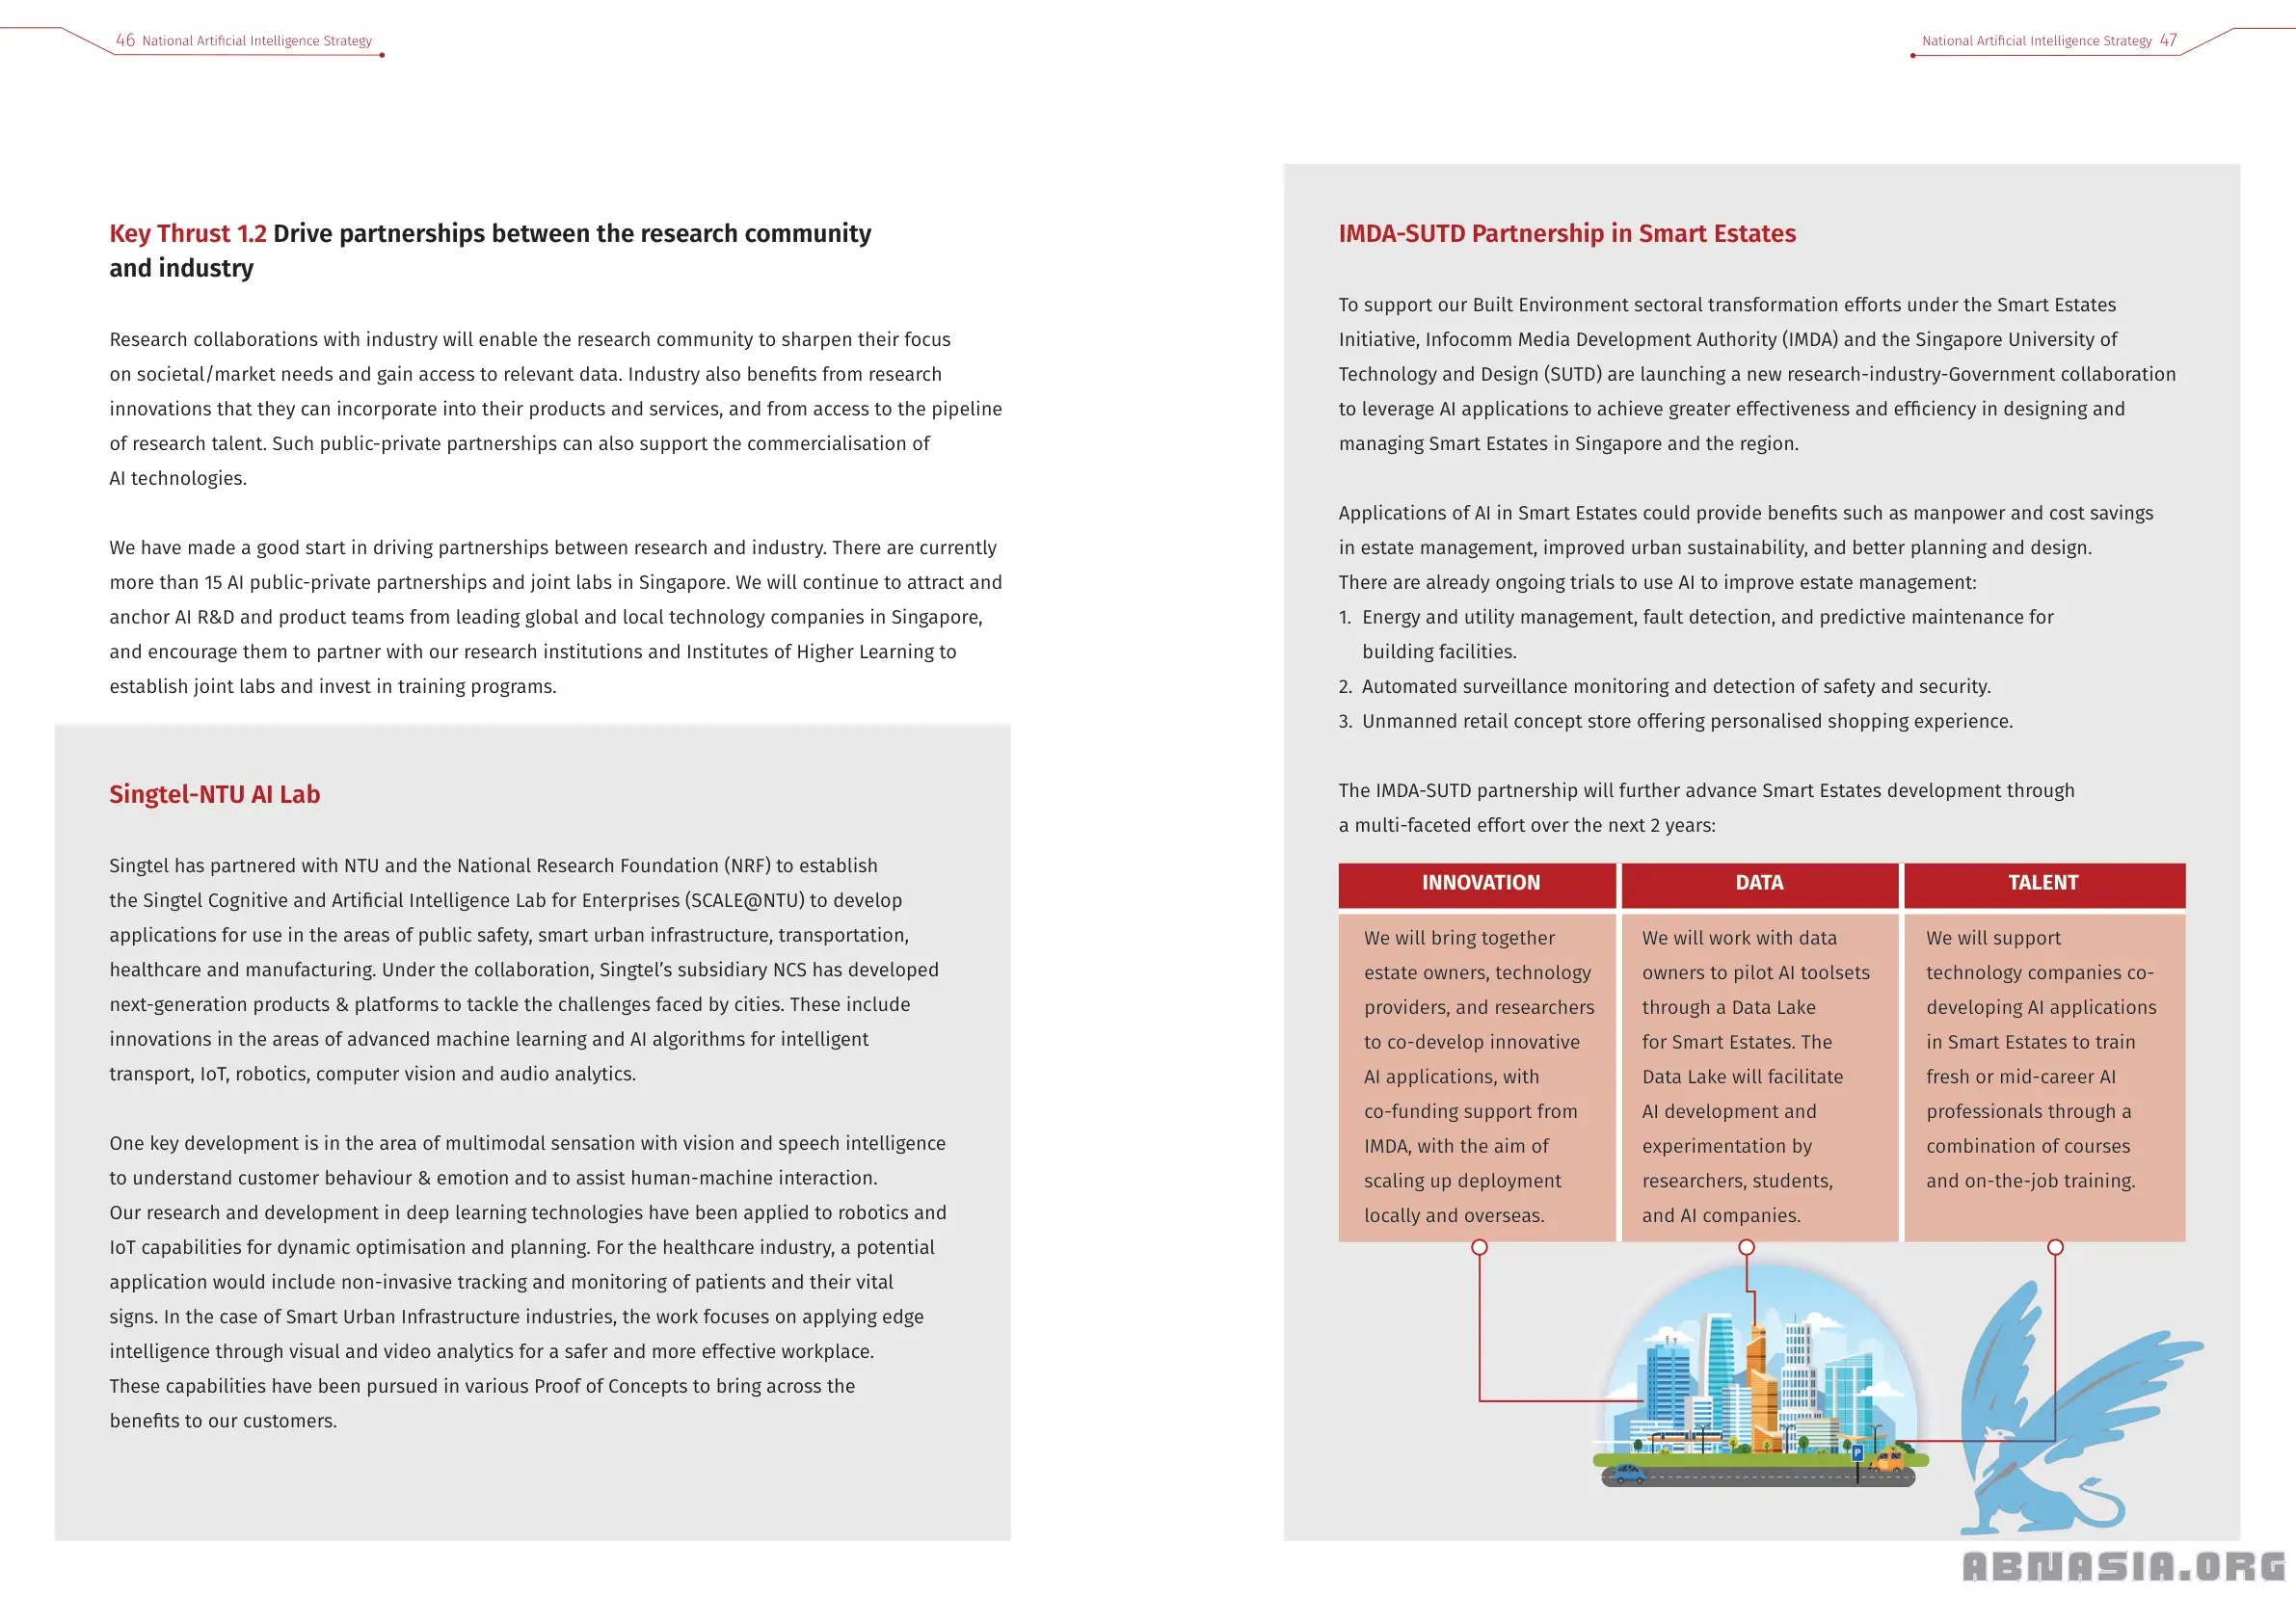 46 National Artificial Intelligence Strategy
Key Thrust 1.2 Drive partnerships between the research community
and industry
Research collaborations with industry will enable the research community to sharpen their focus
on societal/market needs and gain access to relevant data. Industry also benefits from research
innovations that they can incorporate into their products and services, and from access to the pipeline
of research talent. Such public-private partnerships can also support the commercialisation of
AI technologies.
We have made a good start in driving partnerships between research and industry. There are currently
more than 15 AI public-private partnerships and joint labs in Singapore. We will continue to attract and
anchor AI R&D and product teams from leading global and local technology companies in Singapore,
and encourage them to partner with our research institutions and Institutes of Higher Learning to
establish joint labs and invest in training programs.
Singtel-NTU AI Lab
Singtel has partnered with NTU and the National Research Foundation (NRF) to establish
the Singtel Cognitive and Artificial Intelligence Lab for Enterprises (SCALE@NTU) to develop
applications for use in the areas of public safety, smart urban infrastructure, transportation,
healthcare and manufacturing. Under the collaboration, Singtel's subsidiary NCS has developed
next-generation products & platforms to tackle the challenges faced by cities. These include
innovations in the areas of advanced machine learning and AI algorithms for intelligent
transport, IoT, robotics, computer vision and audio analytics.
One key development is in the area of multimodal sensation with vision and speech intelligence
to understand customer behaviour & emotion and to assist human-machine interaction.
Our research and development in deep learning technologies have been applied to robotics and
IoT capabilities for dynamic optimisation and planning. For the healthcare industry, a potential
application would include non-invasive tracking and monitoring of patients and their vital
signs. In the case of Smart Urban Infrastructure industries, the work focuses on applying edge
intelligence through visual and video analytics for a safer and more effective workplace.
These capabilities have been pursued in various Proof of Concepts to bring across the
benefits to our customers.
National Artificial Intelligence Strategy 47
IMDA-SUTD Partnership in Smart Estates
To support our Built Environment sectoral transformation efforts under the Smart Estates
Initiative, Infocomm Media Development Authority (IMDA) and the Singapore University of
Technology and Design (SUTD) are launching a new research-industry-Government collaboration
to leverage AI applications to achieve greater effectiveness and efficiency in designing and
managing Smart Estates in Singapore and the region.
Applications of AI in Smart Estates could provide benefits such as manpower and cost savings
in estate management, improved urban sustainability, and better planning and design.
There are already ongoing trials to use AI to improve estate management:
1. Energy and utility management, fault detection, and predictive maintenance for
building facilities.
2. Automated surveillance monitoring and detection of safety and security.
3. Unmanned retail concept store offering personalised shopping experience.
The IMDA-SUTD partnership will further advance Smart Estates development through
a multi-faceted effort over the next 2 years:
INNOVATION
We will bring together
estate owners, technology
providers, and researchers
to co-develop innovative
AI applications, with
co-funding support from
IMDA, with the aim of
scaling up deployment
locally and overseas.
DATA
We will work with data
owners to pilot AI toolsets
through a Data Lake
for Smart Estates. The
Data Lake will facilitate
AI development and
experimentation by
researchers, students,
and AI companies.
TALENT
We will support
technology companies co-
developing AI applications
in Smart Estates to train
fresh or mid-career AI
professionals through a
combination of courses
and on-the-job training.
P
ABNASIA.ORG